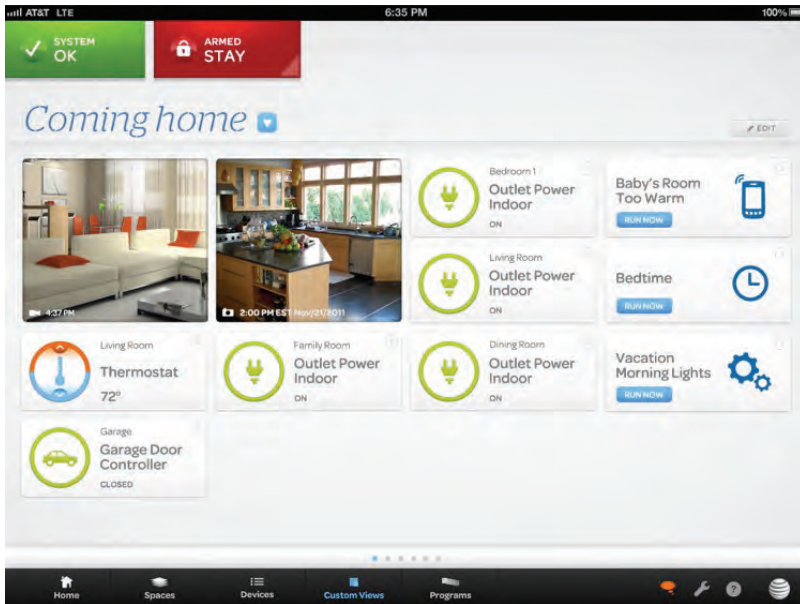 AT&T LTE
6:35 PM
100%
SYSTEM
OK
ARMED
STAY
Coming home
EDIT
4:37 PM
2:00 PM EST Nov/21/2011
Bedroom 1
Outlet Power
Indoor
ON
Baby's Room
Too Warm
RUN NOW
Living Room
Outlet Power
Indoor
ON
Bedtime
RUN NOW
Living Room
Thermostat
72°
Family Room
Outlet Power
Indoor
ON
Dining Room
Outlet Power
Indoor
ON
Vacation
Morning Lights
RUN NOW
Garage
Garage Door
Controller
CLOSED
Home
Spaces
Devices
Custom Views
Programs
?